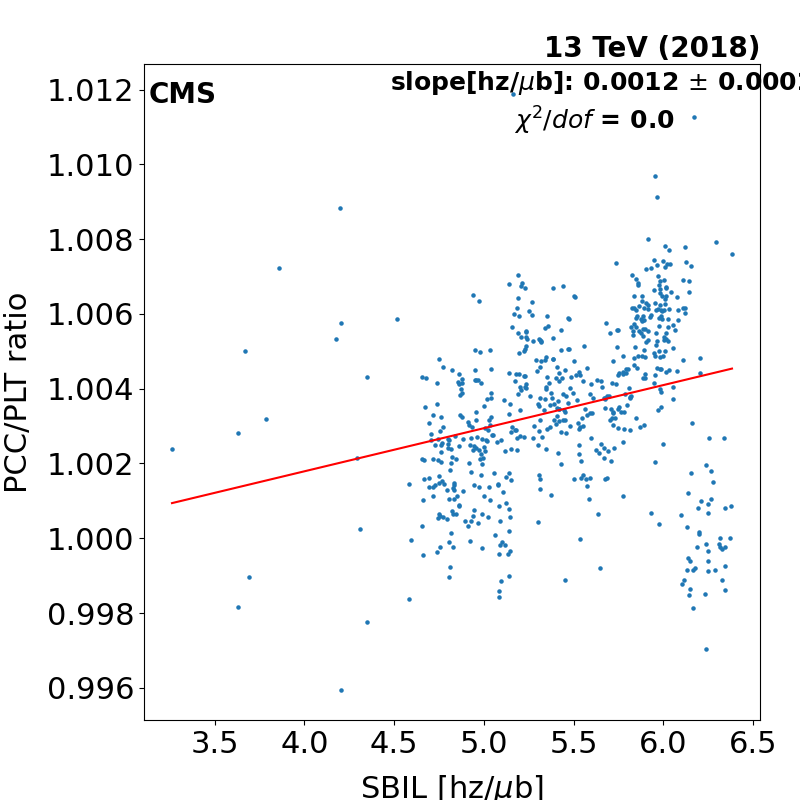 13 TeV (2018)
CMS
slope[hz/μb]: 0.0012 ± 0.000
χ²/dof = 0.0
1.012
1.010
1.008
1.006
1.004
1.002
1.000
0.998
0.996
PCC/PLT ratio
3.5 4.0 4.5 5.0 5.5 6.0 6.5
SBIL [hz/μb]